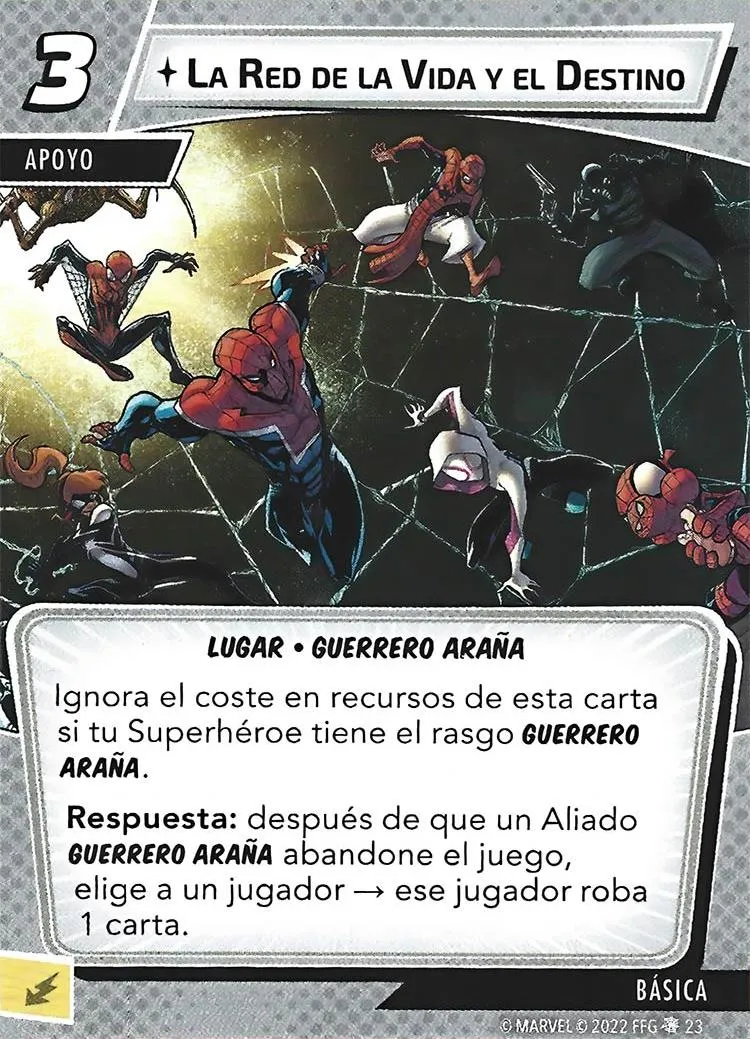 3
LA RED DE LA VIDA Y EL DESTINO
APOYO
LUGAR • GUERRERO ARAÑA
Ignora el coste en recursos de esta carta
si tu Superhéroe tiene el rasgo GUERRERO
ARAÑA.
Respuesta: después de que un Aliado
GUERRERO ARAÑA abandone el juego,
elige a un jugador → ese jugador roba
1 carta.
BÁSICA
© MARVEL © 2022 FFG 23